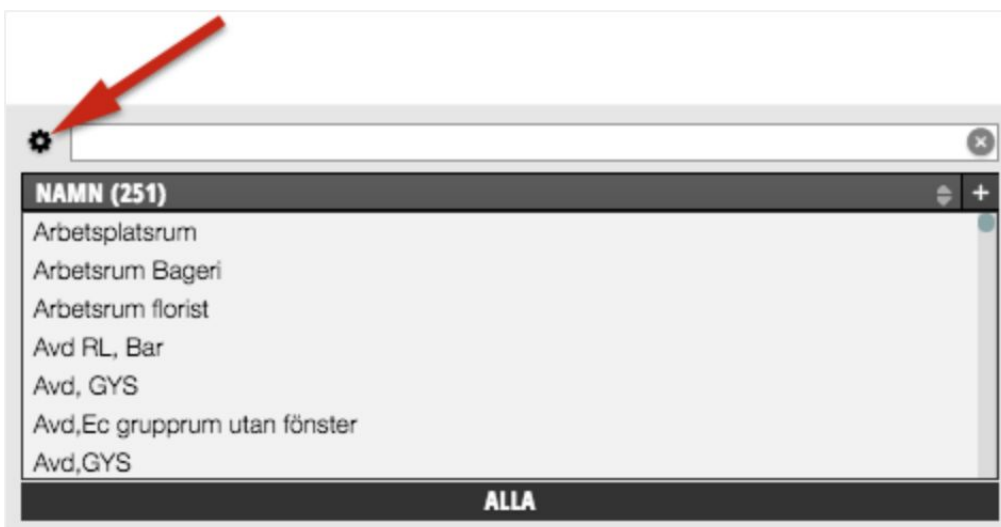 NAMN (251)
Arbetsplatsrum
Arbetsrum Bageri
Arbetsrum florist
Avd RL, Bar
Avd, GYS
Avd,Ec grupprum utan fönster
Avd,GYS
ALLA